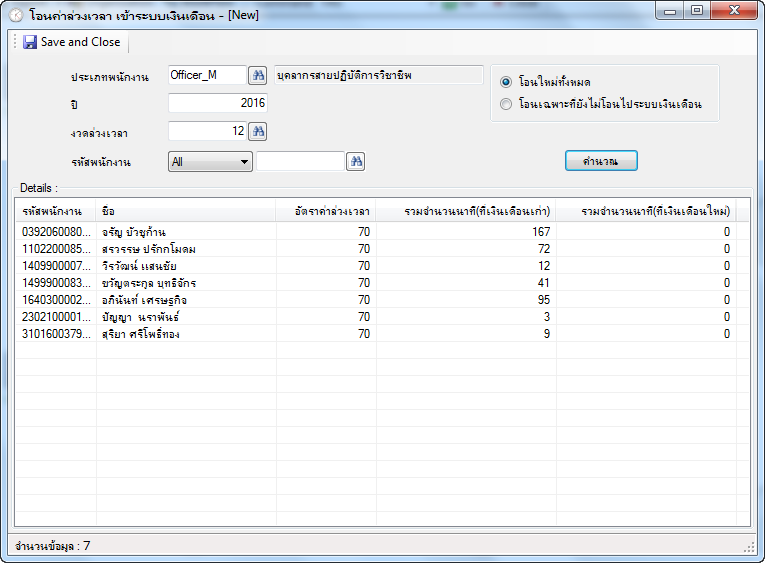 โอนค่าล่วงเวลา เข้าระบบเงินเดือน - [New]
Save and Close
ประเภทพนักงาน Officer_M บุคลากรสายปฏิบัติการวิชาชีพ
โอนใหม่ทั้งหมด
ปี 2016
โอนเฉพาะที่ยังไม่โอนไประบบเงินเดือน
งวดล่วงเวลา 12
รหัสพนักงาน All คำนวณ
Details :
รหัสพนักงาน ชื่อ อัตราค่าล่วงเวลา รวมจำนวนนาที(ที่เงินเดือนเก่า) รวมจำนวนนาที(ที่เงินเดือนใหม่)
0392060080... จรัญ บัวชูก้าน 70 167 0
1102200085... สรวรรษ ปรักกโมดม 70 72 0
1409900007... วิรวัฒน์ แสนชัย 70 12 0
1499900083... ขวัญตระกูล บุทธิจักร 70 41 0
1640300002... อภินันท์ เศรษฐกิจ 70 95 0
2302100001... ปัญญา นราพันธ์ 70 3 0
3101600379... สุริยา ศรีโพธิ์ทอง 70 9 0
จำนวนข้อมูล : 7